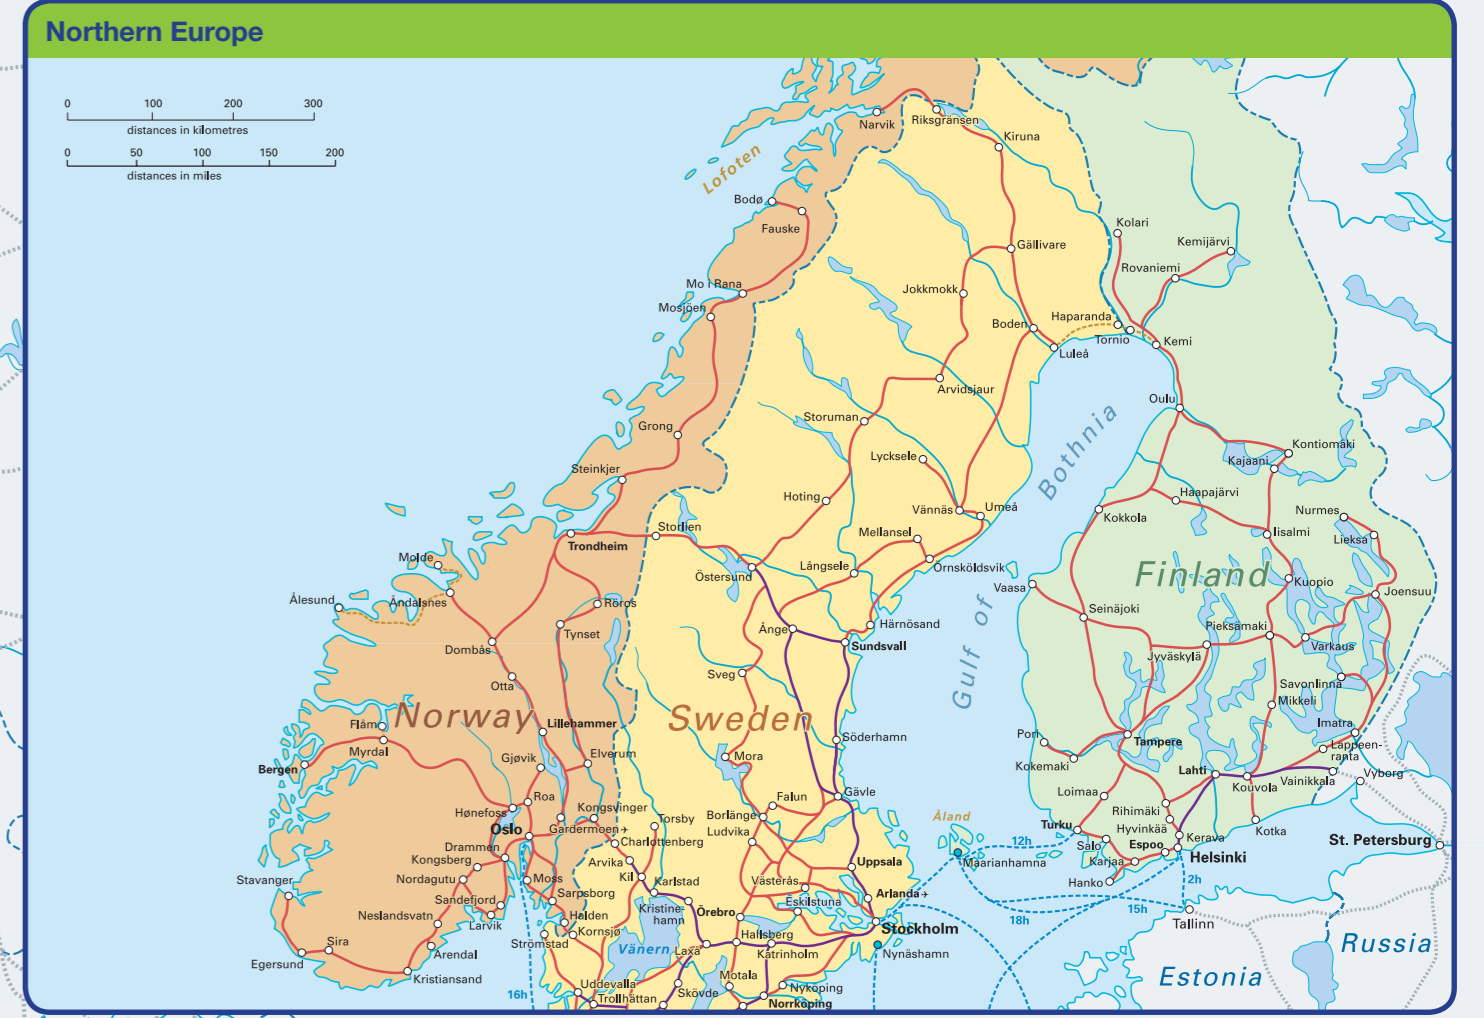 Northern Europe
0 100 200 300
distances in kilometres
0 50 100 150 200
distances in miles
Narvik
Riksgränsen
Kiruna
Lofoten
Bodø
Fauske
Kolari
Kemijärvi
Gällivare
Rovaniemi
Mo i Rana
Jokkmokk
Mosjöen
Haparanda
Boden
Tornio
Kemi
Luleå
Arvidsjaur
Oulu
Storuman
Grong
Gulf of Bothnia
Kontiomäki
Lycksele
Kajaani
Steinkjer
Hoting
Haapajärvi
Vännäs
Umeå
Kokkola
Nurmes
Storlien
Mellansel
Iisalmi
Lieksa
Trondheim
Molde
Långsele
Örnsköldsvik
Östersund
Finland
Vaasa
Kuopio
Joensuu
Ålesund
Åndalsnes
Röros
Seinäjoki
Tynset
Ånge
Härnösand
Pieksämäki
Dombås
Sundsvall
Varkaus
Jyväskylä
Sveg
Otta
Savonlinna
Mikkeli
Norway
Sweden
Flåm
Lillehammer
Imatra
Myrdal
Söderhamn
Pori
Tampere
Lappeen-
ranta
Bergen
Gjøvik
Elverum
Mora
Kokemaki
Lahti
Vainikkala
Vyborg
Kouvola
Roa
Falun
Gävle
Loimaa
Hønefoss
Kongsvinger
Borlänge
Åland
Rihimäki
Oslo
Gardermoen
Torsby
Ludvika
Turku
Hyvinkää
Kotka
12h
Drammen
Charlottenberg
Salo
Espoo
Kerava
St. Petersburg
Kongsberg
Arvika
Uppsala
Maarianhamna
Karjaa
Helsinki
Stavanger
Nordagutu
Moss
Kil
Karlstad
Västerås
Hanko
2h
Sandefjord
Sarpsborg
Arlanda
Eskilstuna
15h
Neslandsvatn
Larvik
Halden
Kristine-
hamn
Örebro
18h
Tallinn
Kornsjø
Stockholm
Sira
Strömstad
Vänern
Laxå
Hallsberg
Katrinholm
Russia
Egersund
Arendal
Nynäshamn
Kristiansand
Motala
Estonia
Uddevalla
Skövde
Nyköping
16h
Trollhättan
Norrköping